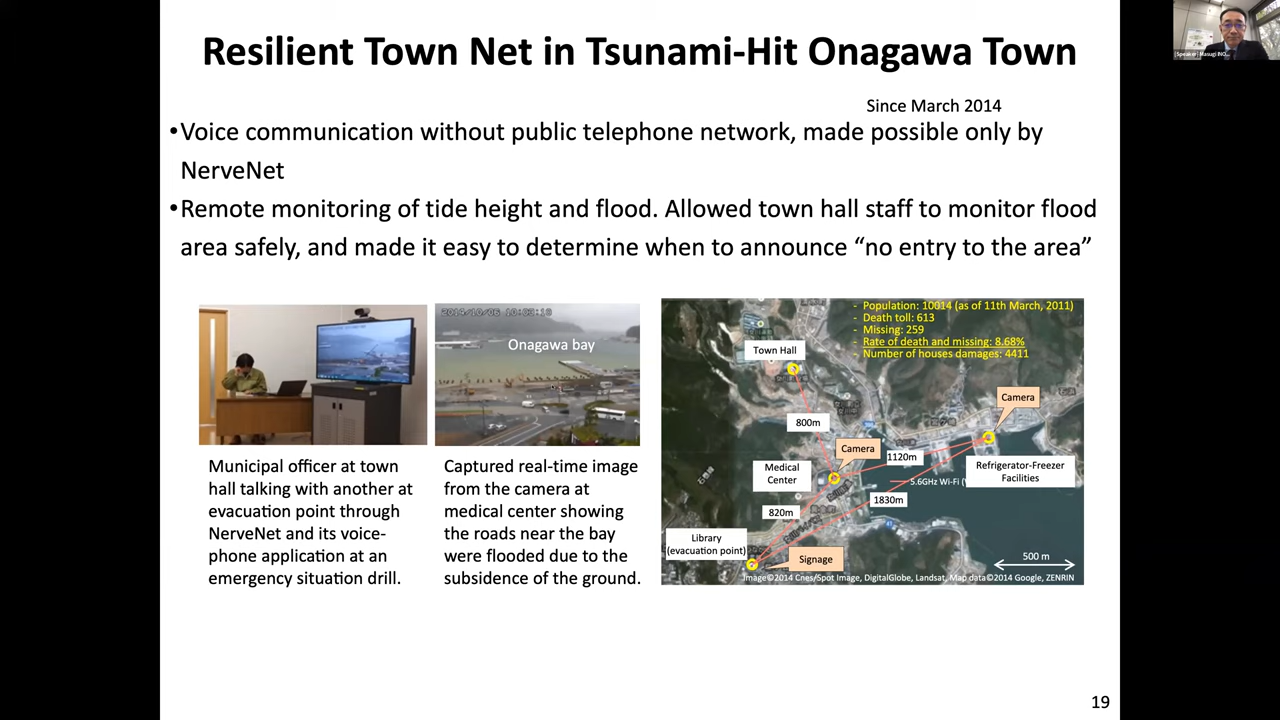 Resilient Town Net in Tsunami-Hit Onagawa Town
Since March 2014
•Voice communication without public telephone network, made possible only by
NerveNet
•Remote monitoring of tide height and flood. Allowed town hall staff to monitor flood
area safely, and made it easy to determine when to announce “no entry to the area”
Onagawa bay
Municipal officer at town
hall talking with another at
evacuation point through
NerveNet and its voice-
phone application at an
emergency situation drill.
Captured real-time image
from the camera at
medical center showing
the roads near the bay
were flooded due to the
subsidence of the ground.
- Population: 10014 (as of 11th March, 2011)
- Death toll: 613
- Missing: 259
Rate of death and missing: 8.68%
Number of houses damages: 4411
Town Hall
Camera
800m
Camera
1120m
Medical
Center
Refrigerator-Freezer
Facilities
5.6GHz Wi-Fi
1830m
820m
Library
(evacuation point)
Signage
500 m
Image©2014 Cnes/Spot Image, DigitalGlobe, Landsat, Map data©2014 Google, ZENRIN
19